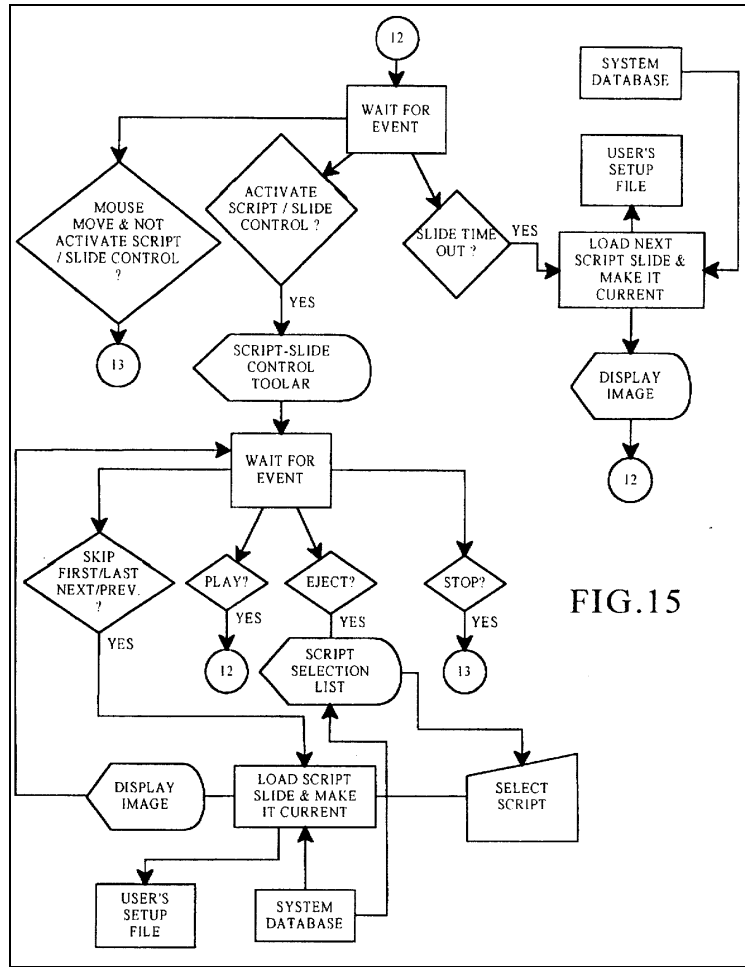 12
WAIT FOR
EVENT
SYSTEM
DATABASE
USER'S
SETUP
FILE
MOUSE
MOVE & NOT
ACTIVATE SCRIPT
/ SLIDE CONTROL
?
ACTIVATE
SCRIPT / SLIDE
CONTROL ?
SLIDE TIME
OUT ?
YES
LOAD NEXT
SCRIPT SLIDE &
MAKE IT
CURRENT
YES
13
SCRIPT-SLIDE
CONTROL
TOOLAR
DISPLAY
IMAGE
12
WAIT FOR
EVENT
SKIP
FIRST/LAST
NEXT/PREV.
?
PLAY?
EJECT?
STOP?
FIG.15
YES
YES
YES
YES
12
SCRIPT
SELECTION
LIST
13
DISPLAY
IMAGE
LOAD SCRIPT
SLIDE & MAKE
IT CURRENT
SELECT
SCRIPT
USER'S
SETUP
FILE
SYSTEM
DATABASE